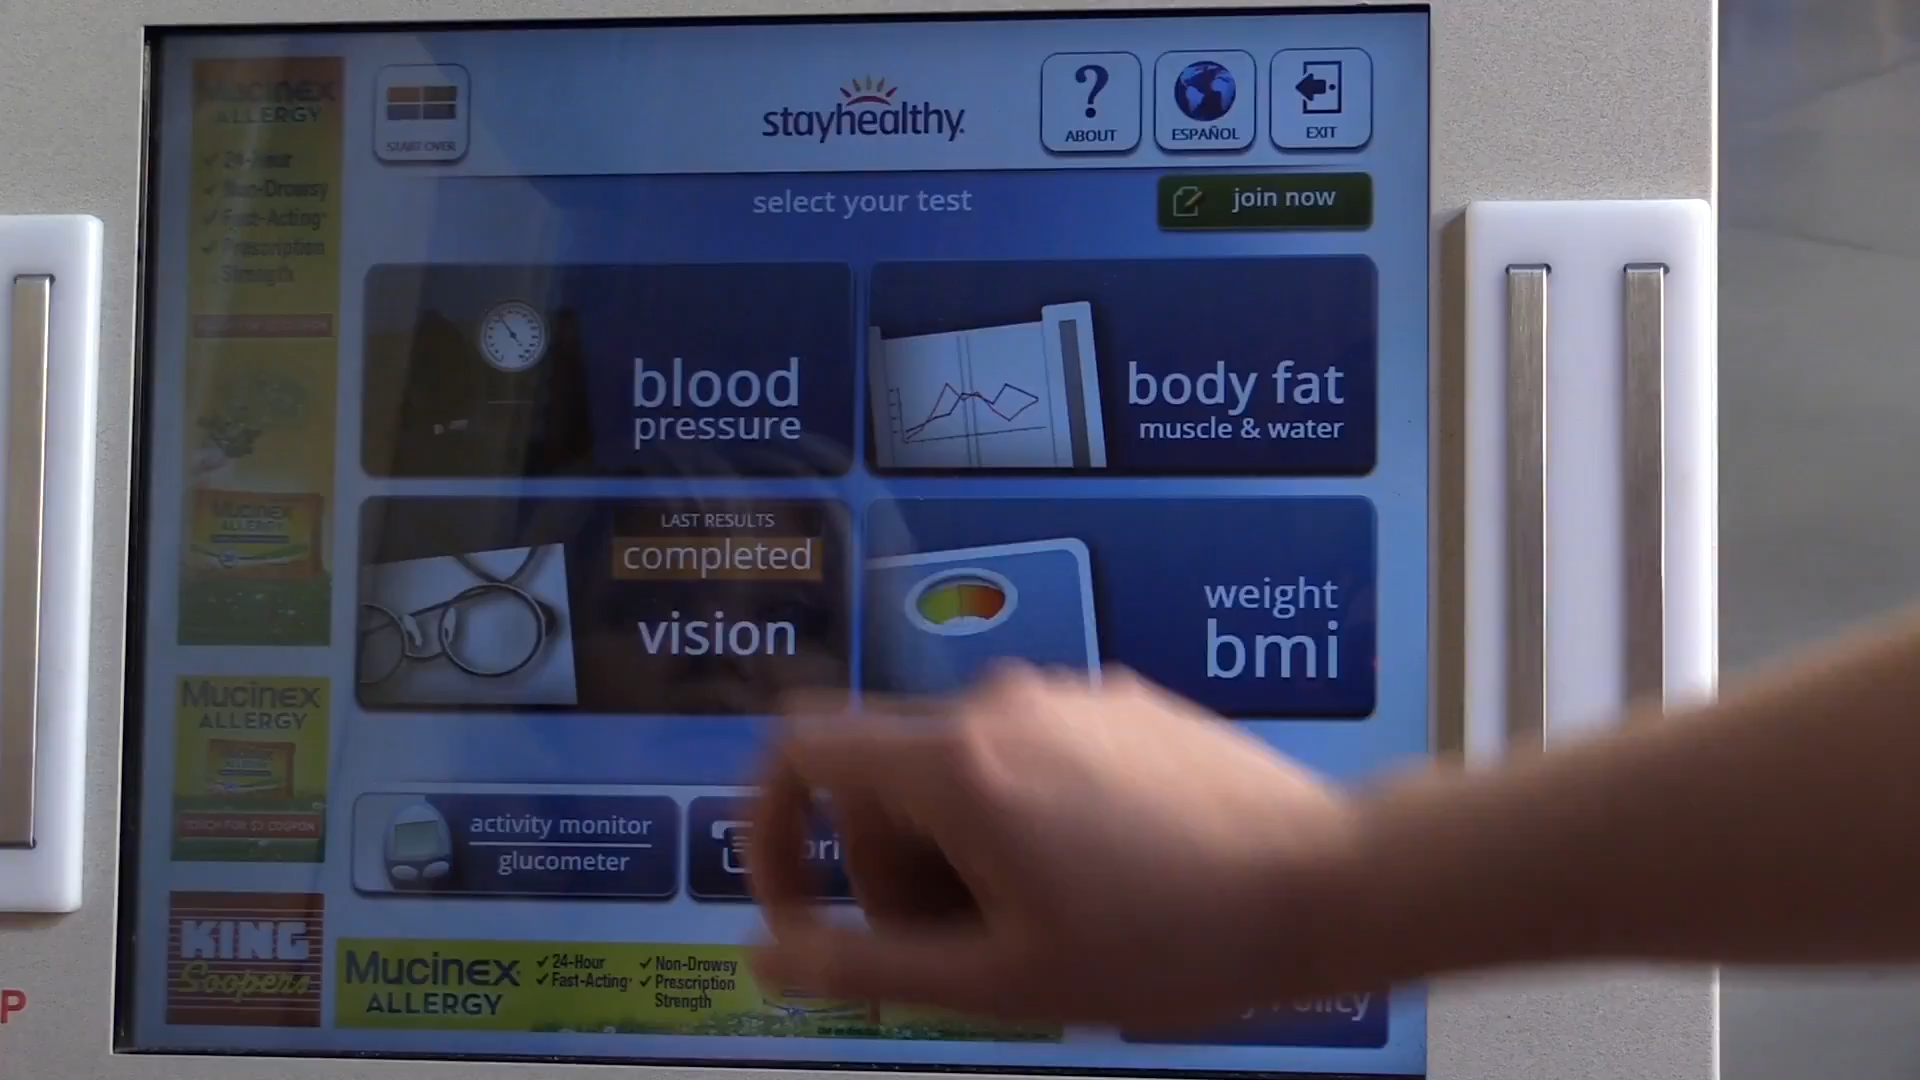 Mucinex
ALLERGY
✓ 24-Hour
✓ Non-Drowsy
✓ Fast-Acting*
✓ Prescription
Strength
START OVER
stayhealthy.
?
ABOUT
ESPAÑOL
EXIT
select your test
join now
blood
pressure
body fat
muscle & water
LAST RESULTS
completed
vision
weight
bmi
Mucinex
ALLERGY
Mucinex
ALLERGY
TOUCH FOR $3 COUPON
activity monitor
glucometer
KING
Soopers
Mucinex
ALLERGY
✓ 24-Hour
✓ Fast-Acting*
✓ Non-Drowsy
✓ Prescription
Strength
Policy
P